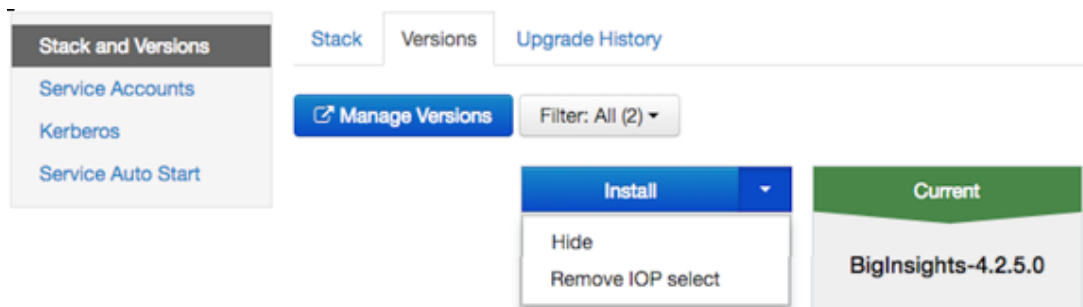 Stack and Versions
Service Accounts
Kerberos
Service Auto Start
Stack Versions Upgrade History
Manage Versions Filter: All (2)
Install Current
Hide
Remove IOP select
BigInsights-4.2.5.0